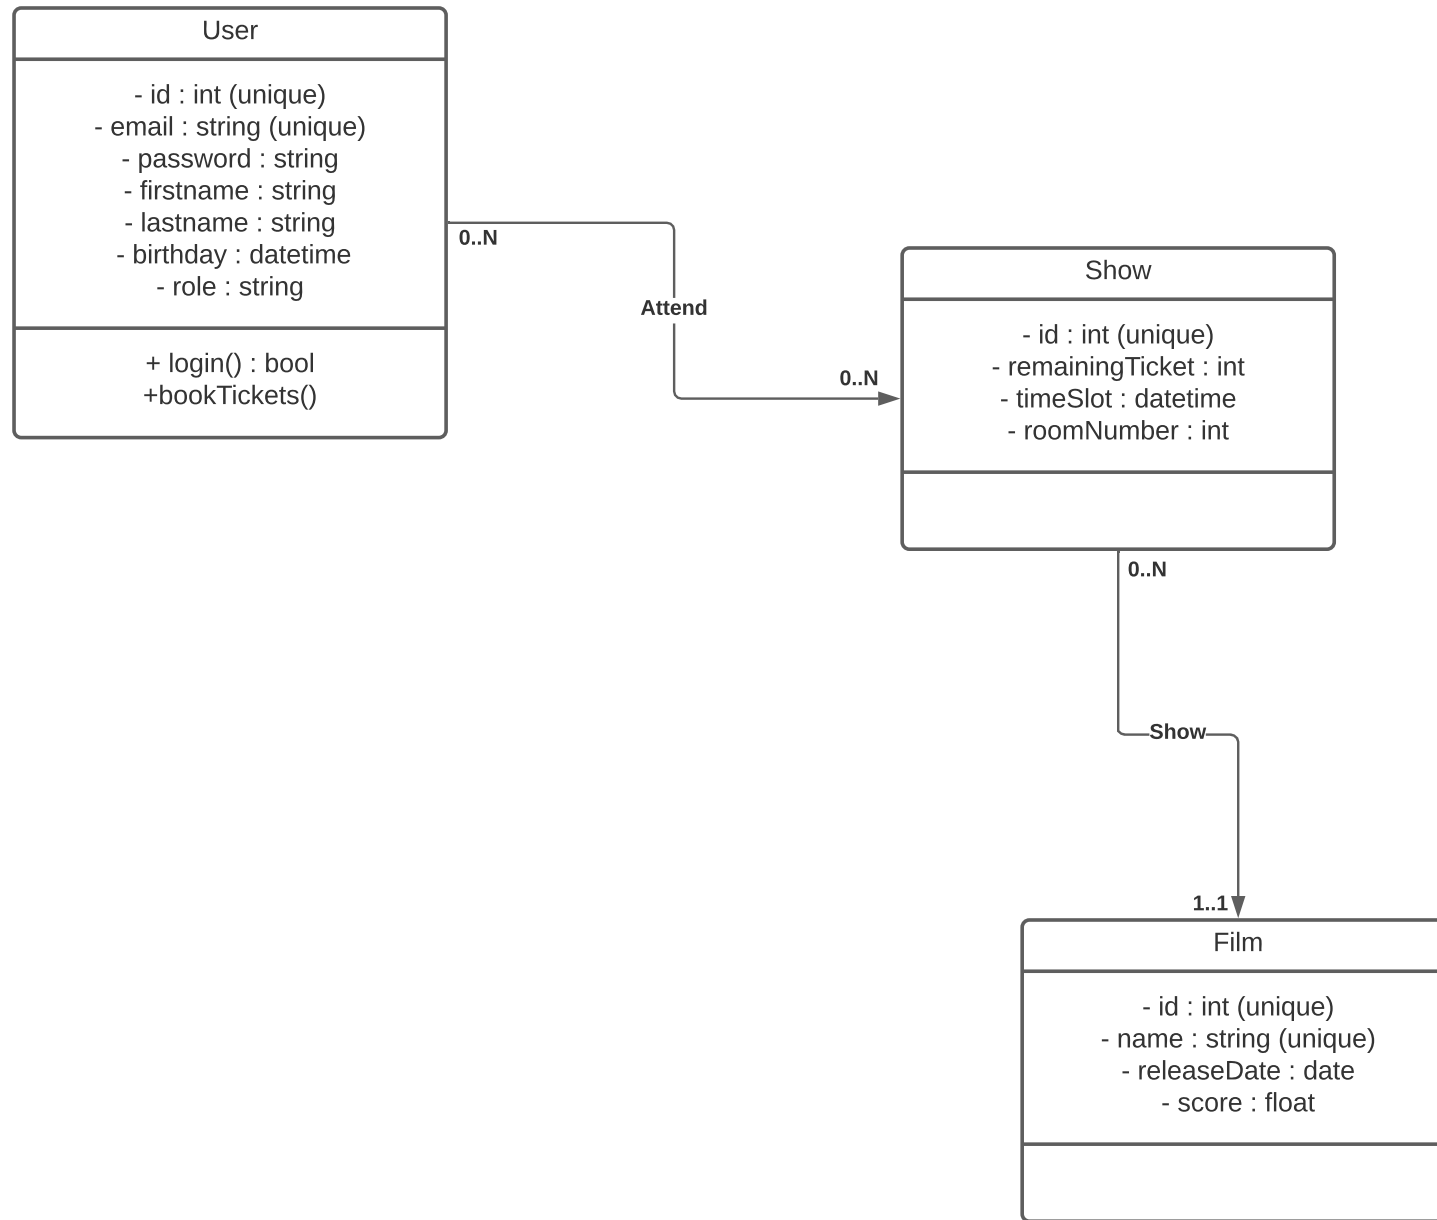 User
- id : int (unique)
- email : string (unique)
- password : string
- firstname : string
- lastname : string
- birthday : datetime
- role : string
+ login() : bool
+bookTickets()
0..N
Attend
0..N
Show
- id : int (unique)
- remainingTicket : int
- timeSlot : datetime
- roomNumber : int
0..N
Show
1..1
Film
- id : int (unique)
- name : string (unique)
- releaseDate : date
- score : float